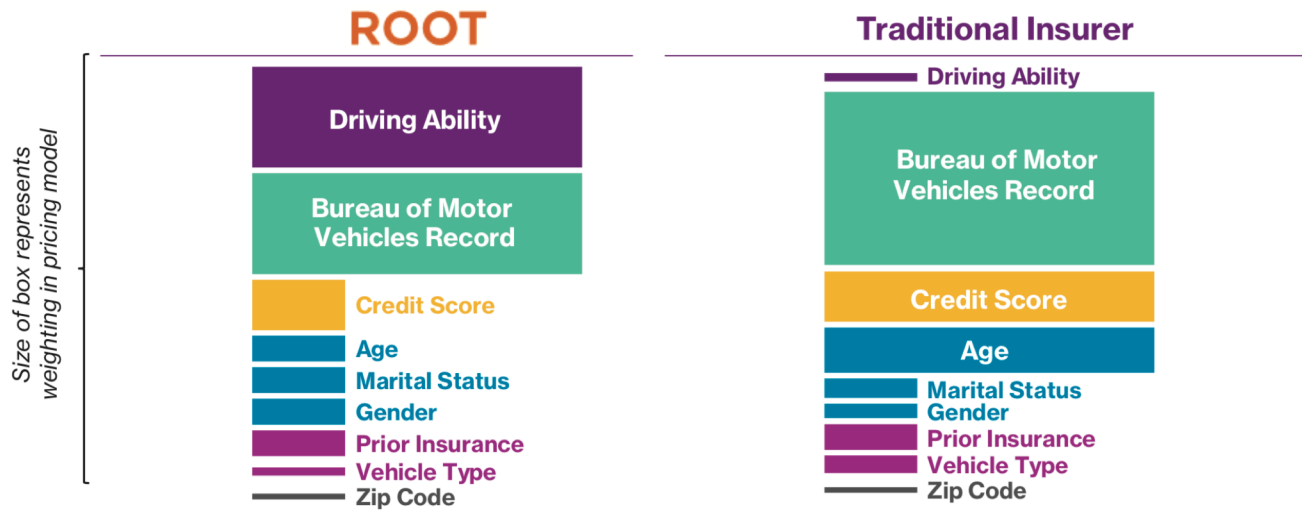 Size of box represents
weighting in pricing model
ROOT
Driving Ability
Bureau of Motor
Vehicles Record
Credit Score
Age
Marital Status
Gender
Prior Insurance
Vehicle Type
Zip Code
Traditional Insurer
Driving Ability
Bureau of Motor
Vehicles Record
Credit Score
Age
Marital Status
Gender
Prior Insurance
Vehicle Type
Zip Code